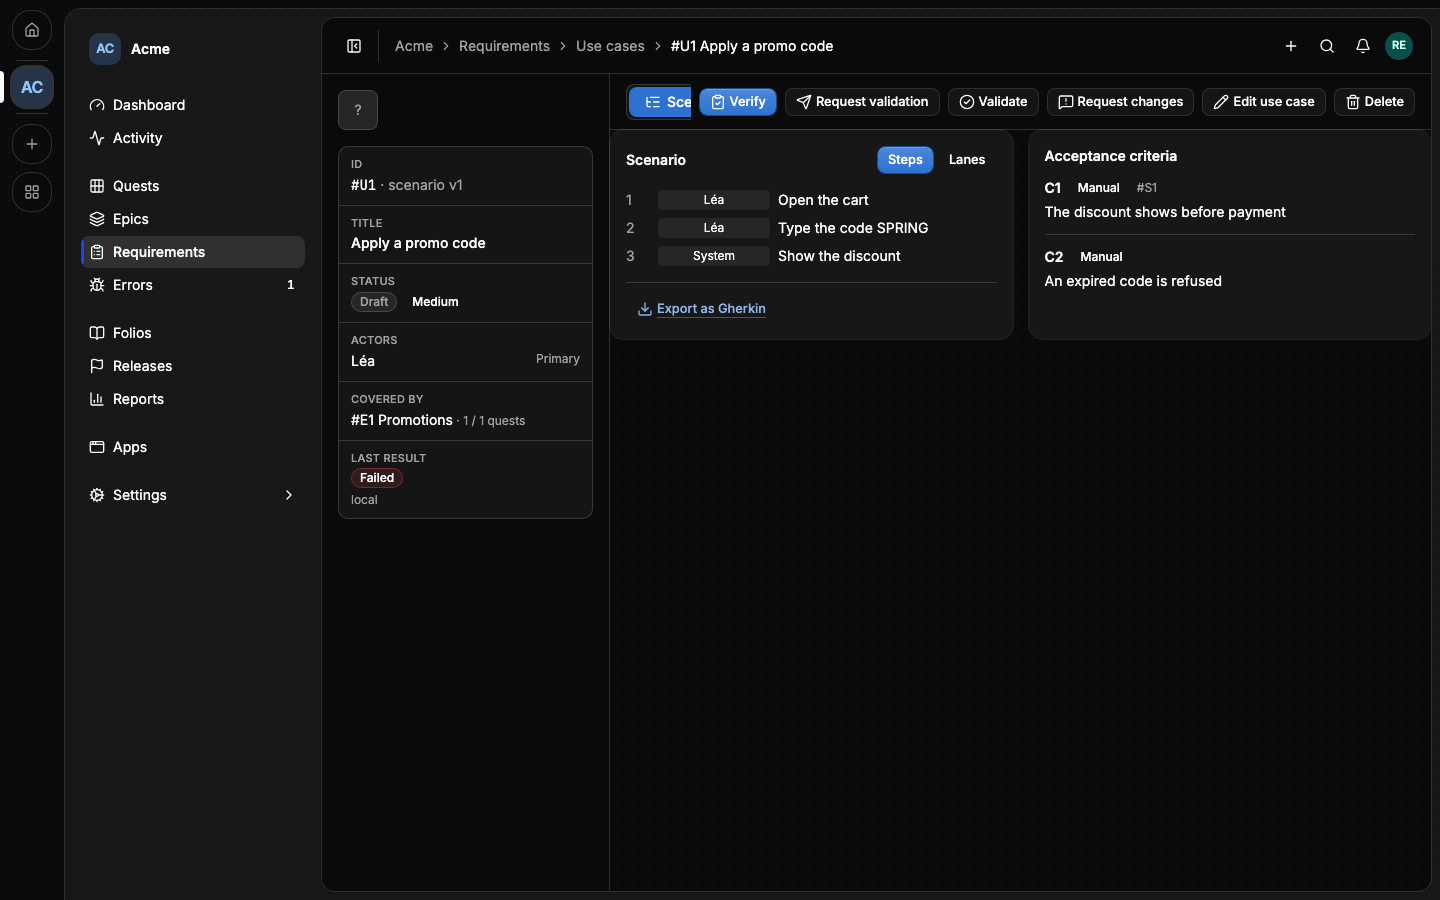 AC
Acme
Dashboard
Activity
Quests
Epics
Requirements
Errors 1
Folios
Releases
Reports
Apps
Settings
AC
Acme > Requirements > Use cases > #U1 Apply a promo code
RE
?
ID
#U1 · scenario v1
TITLE
Apply a promo code
STATUS
Draft Medium
ACTORS
Léa Primary
COVERED BY
#E1 Promotions · 1 / 1 quests
LAST RESULT
Failed
local
Sce Verify Request validation Validate Request changes Edit use case Delete
Scenario Steps Lanes
1 Léa Open the cart
2 Léa Type the code SPRING
3 System Show the discount
Export as Gherkin
Acceptance criteria
C1 Manual #S1
The discount shows before payment
C2 Manual
An expired code is refused